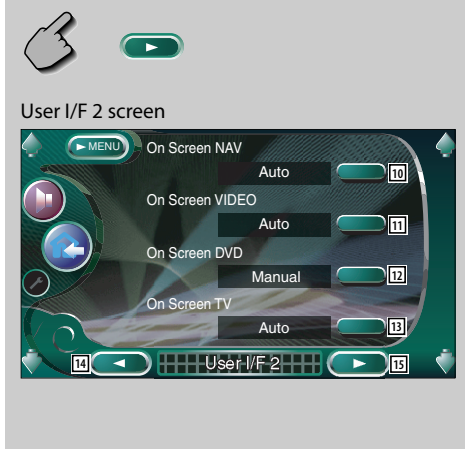 User I/F 2 screen
►MENU
On Screen NAV
Auto
10
On Screen VIDEO
Auto
11
On Screen DVD
Manual
12
On Screen TV
Auto
13
14
◄
User I/F 2
►
15